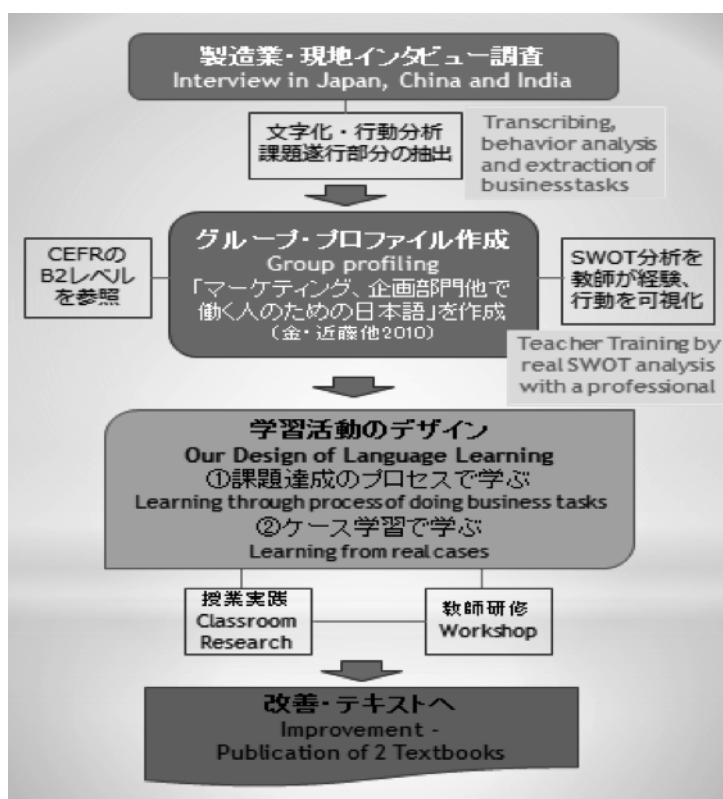 製造業・現地インタビュー調査
Interview in Japan, China and India
文字化・行動分析
課題遂行部分の抽出
Transcribing,
behavior analysis
and extraction of
business tasks
CEFRの
B2レベル
を参照
グループ・プロファイル作成
Group profiling
「マーケティング、企画部門他で
働く人のための日本語」を作成
（金・近藤他2010）
SWOT分析を
教師が経験、
行動を可視化
Teacher Training by
real SWOT analysis
with a professional
学習活動のデザイン
Our Design of Language Learning
①課題達成のプロセスで学ぶ
Learning through process of doing business tasks
②ケース学習で学ぶ
Learning from real cases
授業実践
Classroom
Research
教師研修
Workshop
改善・テキストへ
Improvement -
Publication of 2 Textbooks